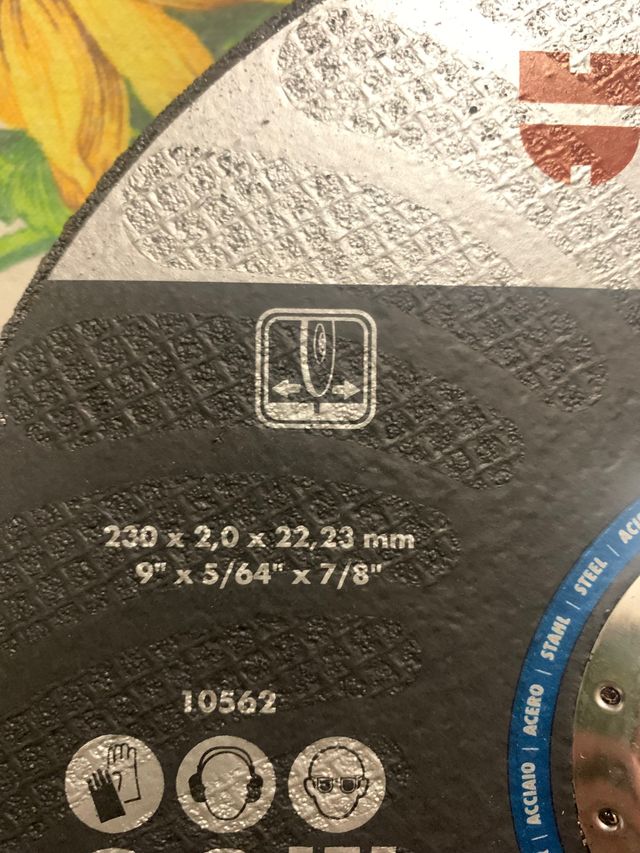 230 x 2,0 x 22,23 mm
9" x 5/64" x 7/8"
10562
ACCIAIO | ACERO | STAHL | STEEL |